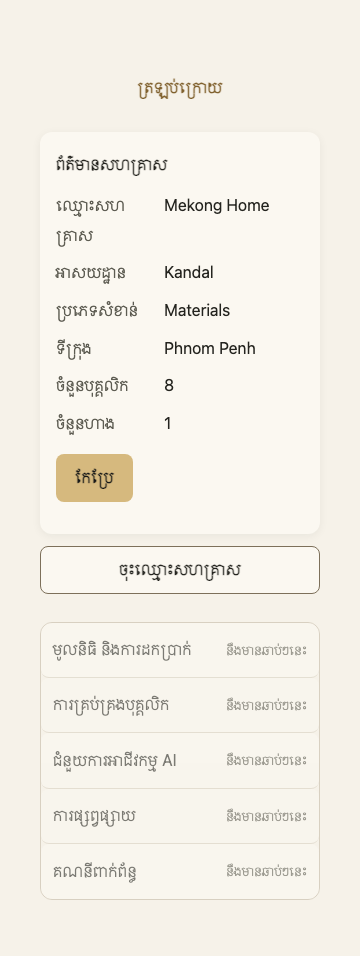 ត្រឡប់ក្រោយ
ព័ត៌មានសហគ្រាស
ឈ្មោះសហ
គ្រាស
Mekong Home
អាសយដ្ឋាន Kandal
ប្រភេទសំខាន់ Materials
ទីក្រុង Phnom Penh
ចំនួនបុគ្គលិក 8
ចំនួនហាង 1
កែប្រែ
ចុះឈ្មោះសហគ្រាស
មូលនិធិ និងការដកប្រាក់ នឹងមានឆាប់ៗនេះ
ការគ្រប់គ្រងបុគ្គលិក នឹងមានឆាប់ៗនេះ
ជំនួយការអាជីវកម្ម AI នឹងមានឆាប់ៗនេះ
ការផ្សព្វផ្សាយ នឹងមានឆាប់ៗនេះ
គណនីពាក់ព័ន្ធ នឹងមានឆាប់ៗនេះ